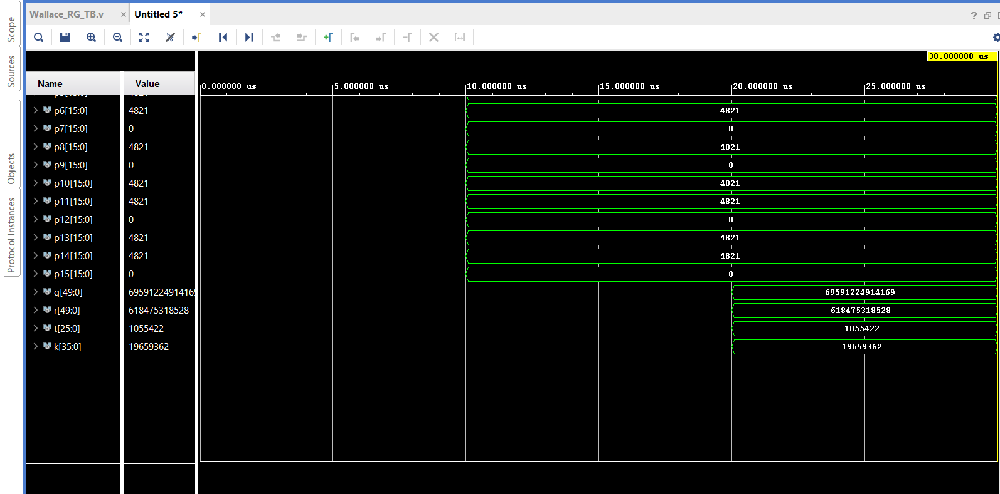 Wallace_RG_TB.v × Untitled 5* ×
?
Scope
Sources
Objects
Protocol Instances
30.000000 us
Name Value
0.000000 us 5.000000 us 10.000000 us 15.000000 us 20.000000 us 25.000000 us
p6[15:0] 4821 4821
p7[15:0] 0 0
p8[15:0] 4821 4821
p9[15:0] 0 0
p10[15:0] 4821 4821
p11[15:0] 4821 4821
p12[15:0] 0 0
p13[15:0] 4821 4821
p14[15:0] 4821 4821
p15[15:0] 0 0
q[49:0] 6959122491416 69591224914169
r[49:0] 618475318528 618475318528
t[25:0] 1055422 1055422
k[35:0] 19659362 19659362